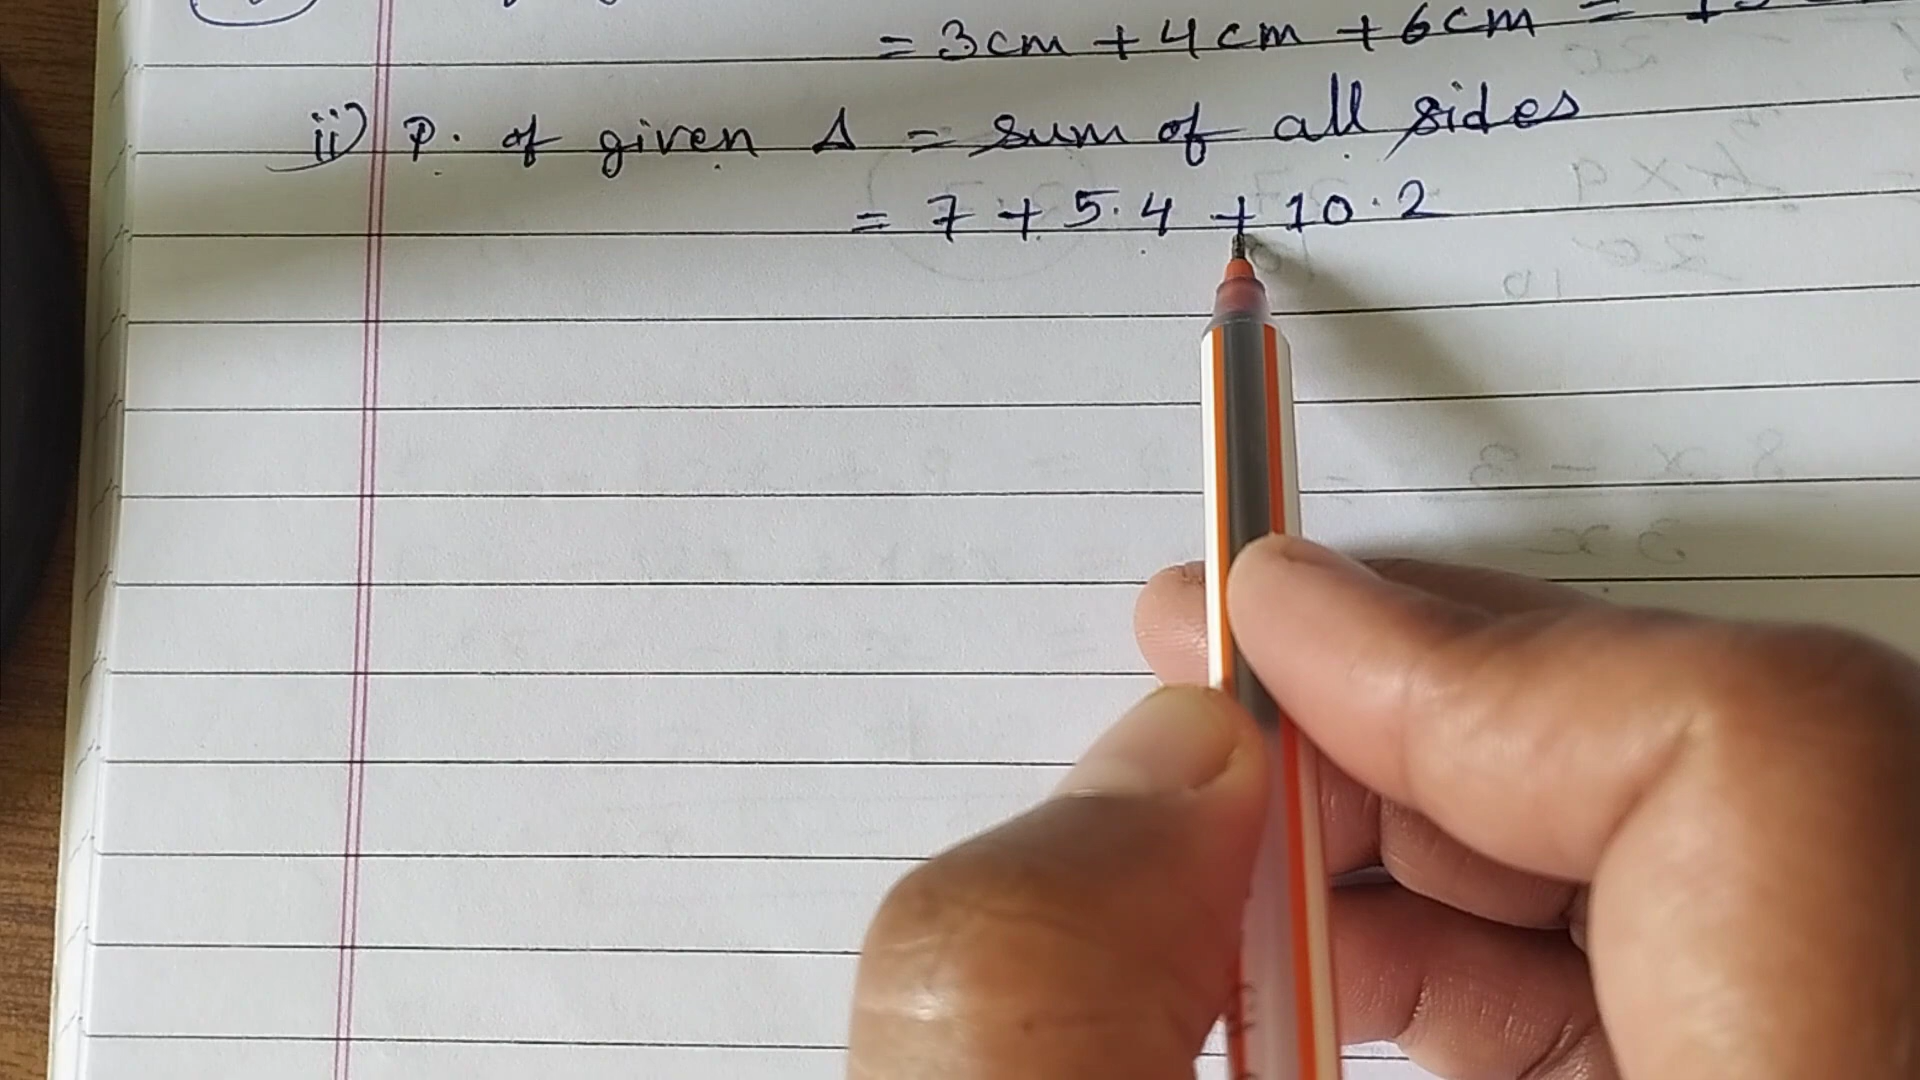 = 3cm + 4cm + 6cm =
ii) P. of given Δ = sum of all sides
= 7 + 5.4 + 10.2